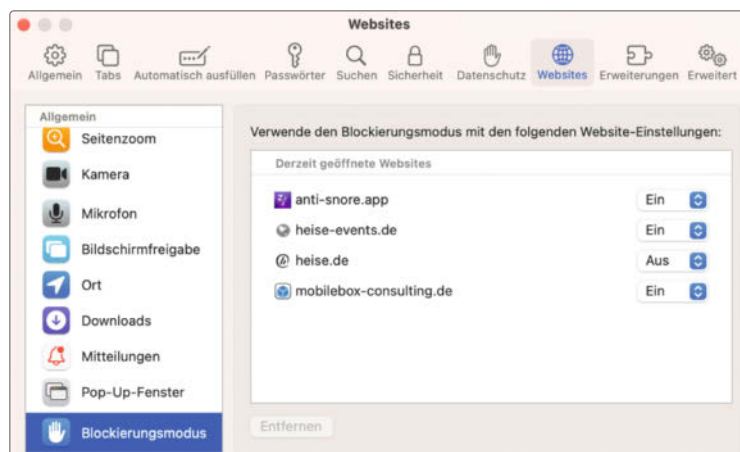 Websites
Allgemein Tabs Automatisch ausfüllen Passwörter Suchen Sicherheit Datenschutz Websites Erweiterungen Erweitert
Allgemein
Seitenzoom
Kamera
Mikrofon
Bildschirmfreigabe
Ort
Downloads
Mitteilungen
Pop-Up-Fenster
Blockierungsmodus
Verwende den Blockierungsmodus mit den folgenden Website-Einstellungen:
Derzeit geöffnete Websites
anti-snore.app Ein
heise-events.de Ein
heise.de Aus
mobilebox-consulting.de Ein
Entfernen